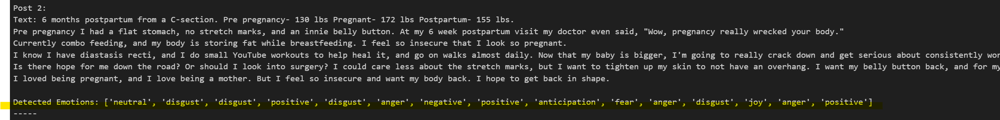 Post 2:
Text: 6 months postpartum from a C-section. Pre pregnancy- 130 lbs Pregnant- 172 lbs Postpartum- 155 lbs.
Pre pregnancy I had a flat stomach, no stretch marks, and an innie belly button. At my 6 week postpartum visit my doctor even said, "Wow, pregnancy really wrecked your body."
Currently combo feeding, and my body is storing fat while breastfeeding. I feel so insecure that I look so pregnant.
I know I have diastasis recti, and I do small YouTube workouts to help heal it, and go on walks almost daily. Now that my baby is bigger, I'm going to really crack down and get serious about consistently
Is there hope for me down the road? Or should I look into surgery? I could care less about the stretch marks, but I want to tighten up my skin to not have an overhang. I want my belly button back, and for my
I loved being pregnant, and I love being a mother. But I feel so insecure and want my body back. I hope to get back in shape.
Detected Emotions: ['neutral', 'disgust', 'disgust', 'positive', 'disgust', 'anger', 'negative', 'positive', 'anticipation', 'fear', 'anger', 'disgust', 'joy', 'anger', 'positive']
-----